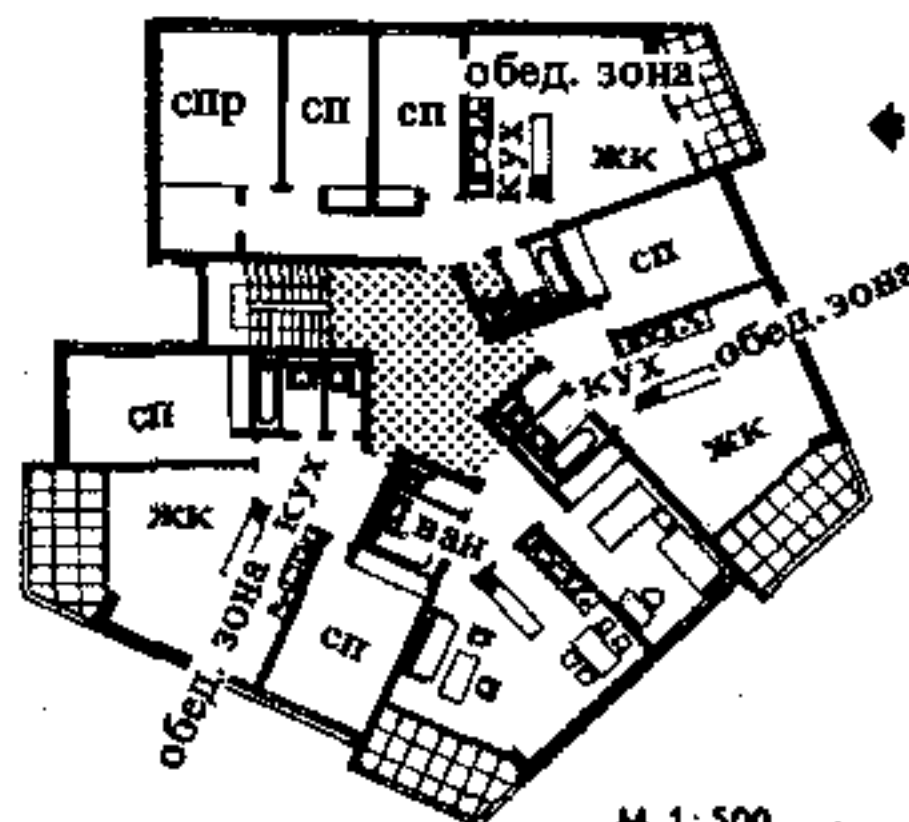 обед. зона
спр
сп
сп
кух
жк
сп
обед. зона
кух
жк
сп
жк
кух
обед. зона
ван
сп
М 1: 500